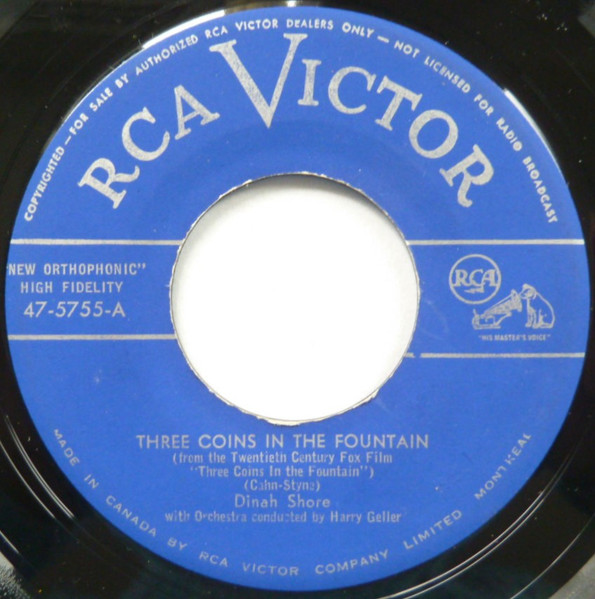 COPYRIGHTED — FOR SALE BY AUTHORIZED RCA VICTOR DEALERS ONLY — NOT LICENSED FOR RADIO BROADCAST
RCA VICTOR
"NEW ORTHOPHONIC"
HIGH FIDELITY
47-5755-A
RCA
"HIS MASTER'S VOICE"
THREE COINS IN THE FOUNTAIN
(from the Twentieth Century Fox Film
"Three Coins In the Fountain")
(Cahn-Styne)
Dinah Shore
with Orchestra conducted by Harry Geller
MADE IN CANADA BY RCA VICTOR COMPANY LIMITED MONTREAL